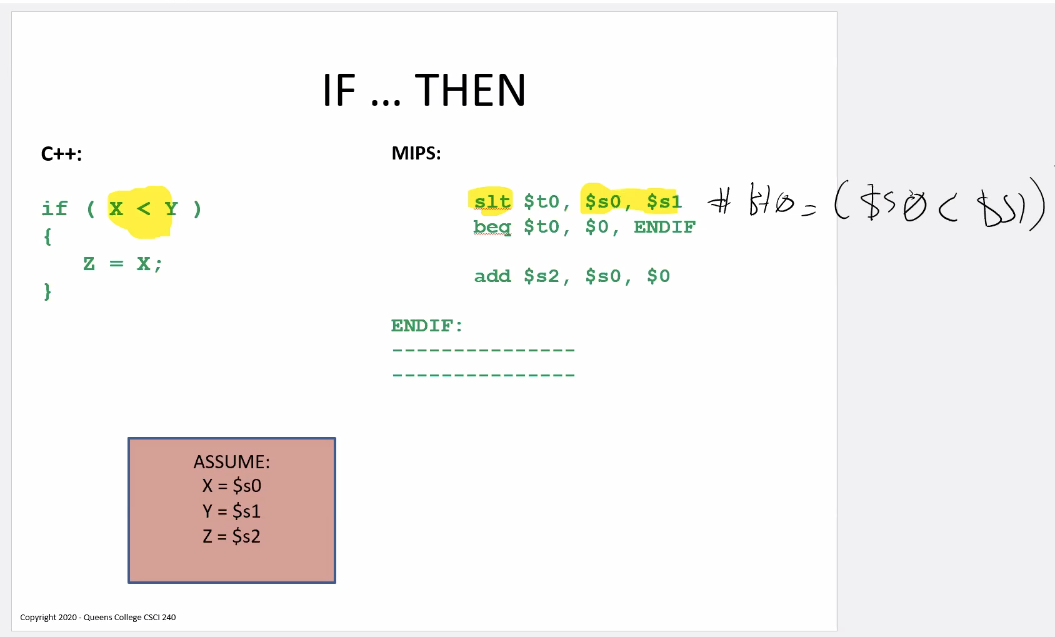 IF ... THEN
C++:
if ( X < Y )
{
Z = X;
}
MIPS:
slt $t0, $s0, $s1 # $t0 = ($s0 < $s1)
beq $t0, $0, ENDIF
add $s2, $s0, $0
ENDIF:
---------------
---------------
ASSUME:
X = $s0
Y = $s1
Z = $s2
Copyright 2020 - Queens College CSCI 240